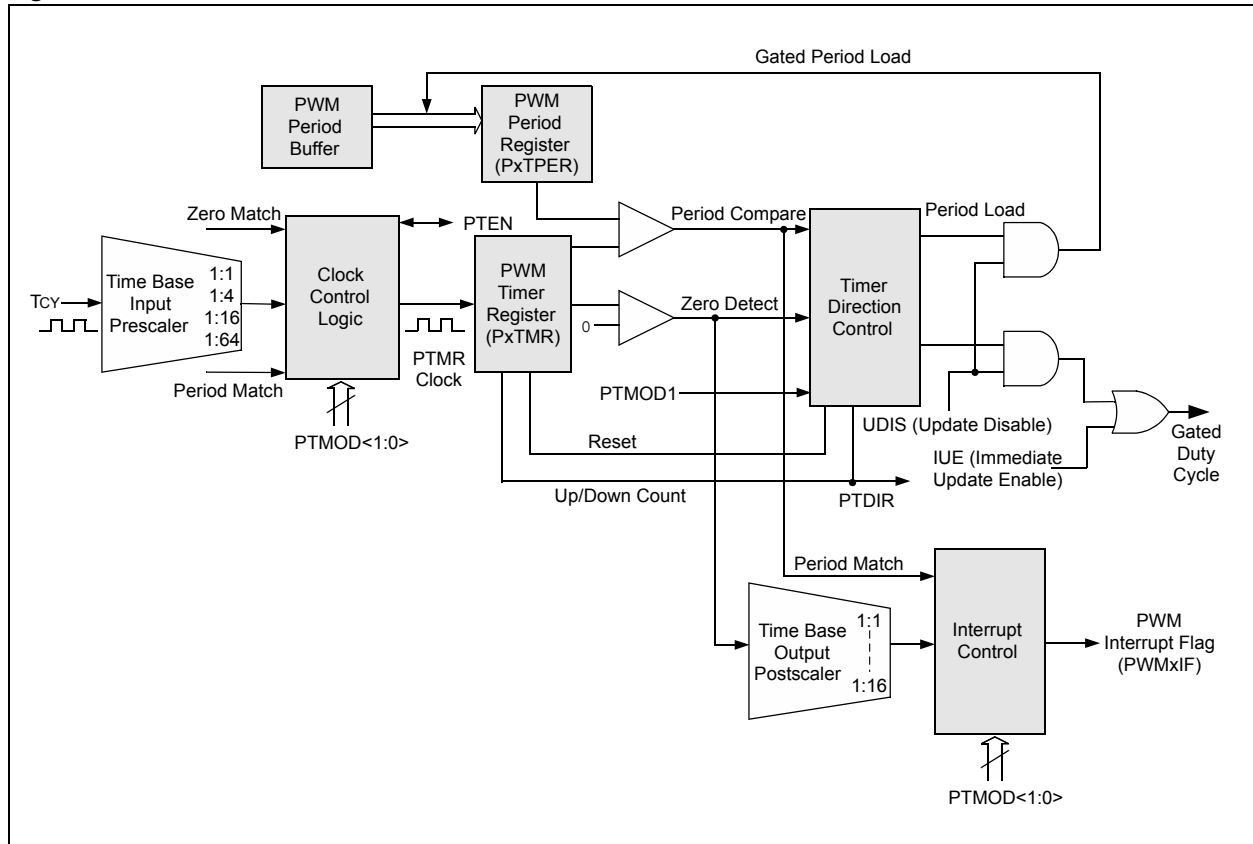 Gated Period Load
PWM
Period
Buffer
PWM
Period
Register
(PxTPER)
Zero Match
PTEN
Period Compare
Period Load
TCY
Time Base
Input
Prescaler
1:1
1:4
1:16
1:64
Clock
Control
Logic
PTMR
Clock
PWM
Timer
Register
(PxTMR)
0
Zero Detect
Timer
Direction
Control
Period Match
PTMOD<1:0>
PTMOD1
UDIS (Update Disable)
Reset
IUE (Immediate
Update Enable)
Gated
Duty
Cycle
Up/Down Count
PTDIR
Period Match
Time Base
Output
Postscaler
1:1
1:16
Interrupt
Control
PWM
Interrupt Flag
(PWMxIF)
PTMOD<1:0>